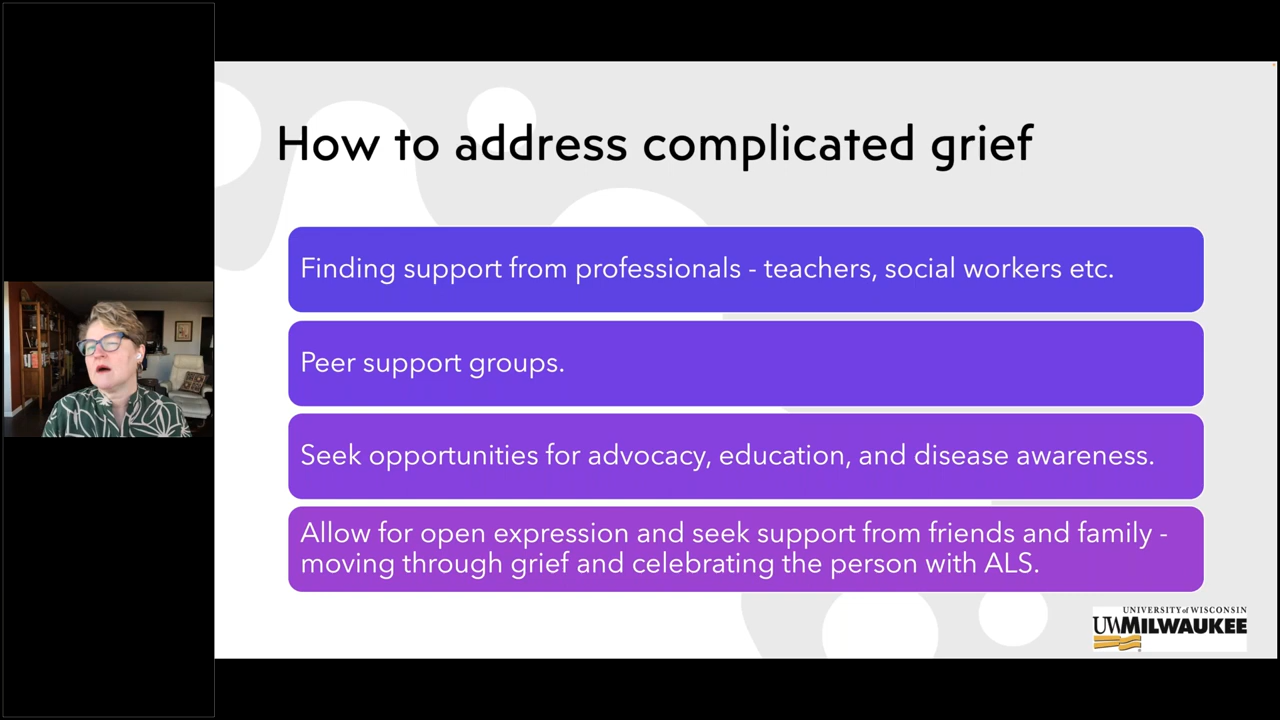 How to address complicated grief
Finding support from professionals - teachers, social workers etc.
Peer support groups.
Seek opportunities for advocacy, education, and disease awareness.
Allow for open expression and seek support from friends and family -
moving through grief and celebrating the person with ALS.
UNIVERSITY of WISCONSIN
UWMILWAUKEE